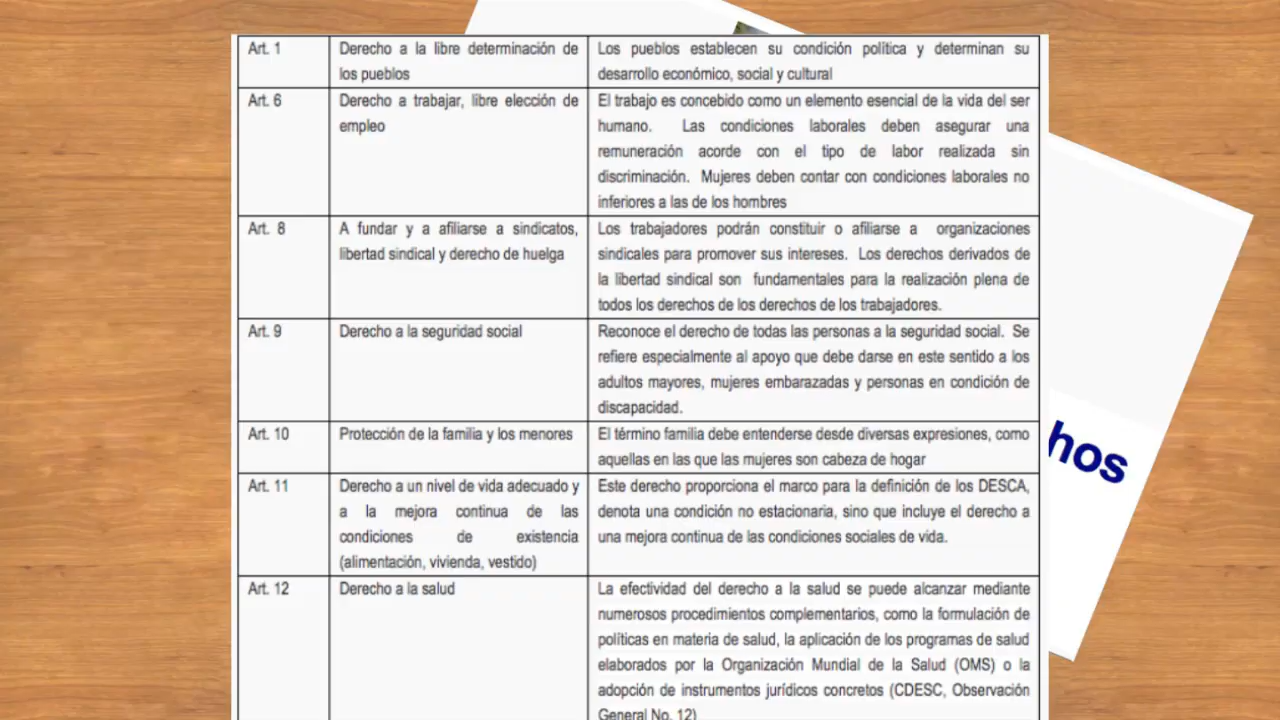 Art. 1
Derecho a la libre determinación de
los pueblos
Los pueblos establecen su condición política y determinan su
desarrollo económico, social y cultural
Art. 6
Derecho a trabajar, libre elección de
empleo
El trabajo es concebido como un elemento esencial de la vida del ser
humano. Las condiciones laborales deben asegurar una
remuneración acorde con el tipo de labor realizada sin
discriminación. Mujeres deben contar con condiciones laborales no
inferiores a las de los hombres
Art. 8
A fundar y a afiliarse a sindicatos,
libertad sindical y derecho de huelga
Los trabajadores podrán constituir o afiliarse a organizaciones
sindicales para promover sus intereses. Los derechos derivados de
la libertad sindical son fundamentales para la realización plena de
todos los derechos de los derechos de los trabajadores.
Art. 9
Derecho a la seguridad social
Reconoce el derecho de todas las personas a la seguridad social. Se
refiere especialmente al apoyo que debe darse en este sentido a los
adultos mayores, mujeres embarazadas y personas en condición de
discapacidad.
Art. 10
Protección de la familia y los menores
El término familia debe entenderse desde diversas expresiones, como
aquellas en las que las mujeres son cabeza de hogar
Art. 11
Derecho a un nivel de vida adecuado y
a la mejora continua de las
condiciones de existencia
(alimentación, vivienda, vestido)
Este derecho proporciona el marco para la definición de los DESCA,
denota una condición no estacionaria, sino que incluye el derecho a
una mejora continua de las condiciones sociales de vida.
Art. 12
Derecho a la salud
La efectividad del derecho a la salud se puede alcanzar mediante
numerosos procedimientos complementarios, como la formulación de
políticas en materia de salud, la aplicación de los programas de salud
elaborados por la Organización Mundial de la Salud (OMS) o la
adopción de instrumentos jurídicos concretos (CDESC, Observación
General No. 12)
hos